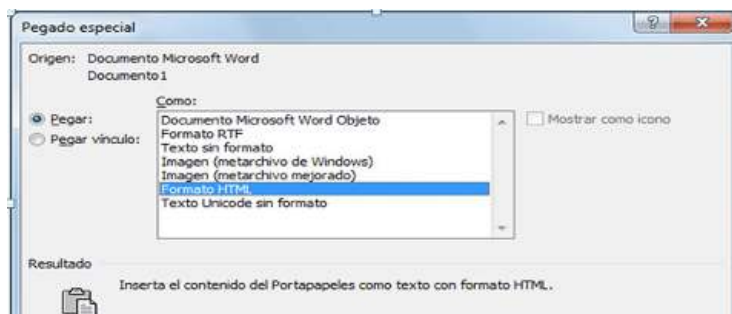 Pegado especial
Origen: Documento Microsoft Word
Documento1
Como:
Pegar:
Pegar vínculo:
Documento Microsoft Word Objeto
Formato RTF
Texto sin formato
Imagen (metarchivo de Windows)
Imagen (metarchivo mejorado)
Formato HTML
Texto Unicode sin formato
Mostrar como icono
Resultado
Inserta el contenido del Portapapeles como texto con formato HTML.